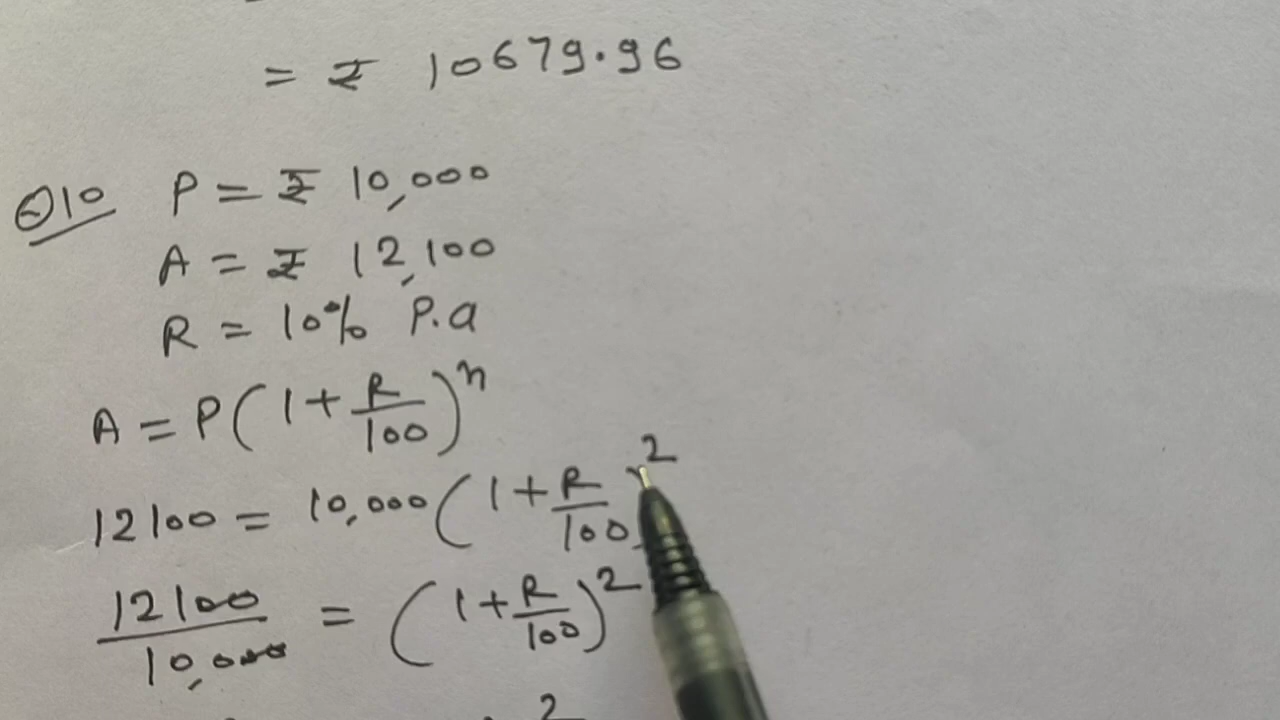 = ₹ 10679.96
Q10 P = ₹ 10,000
A = ₹ 12,100
R = 10% P.a
A = P(1 + R/100)^n
12100 = 10,000(1 + R/100)^2
12100/10,000 = (1 + R/100)^2
2